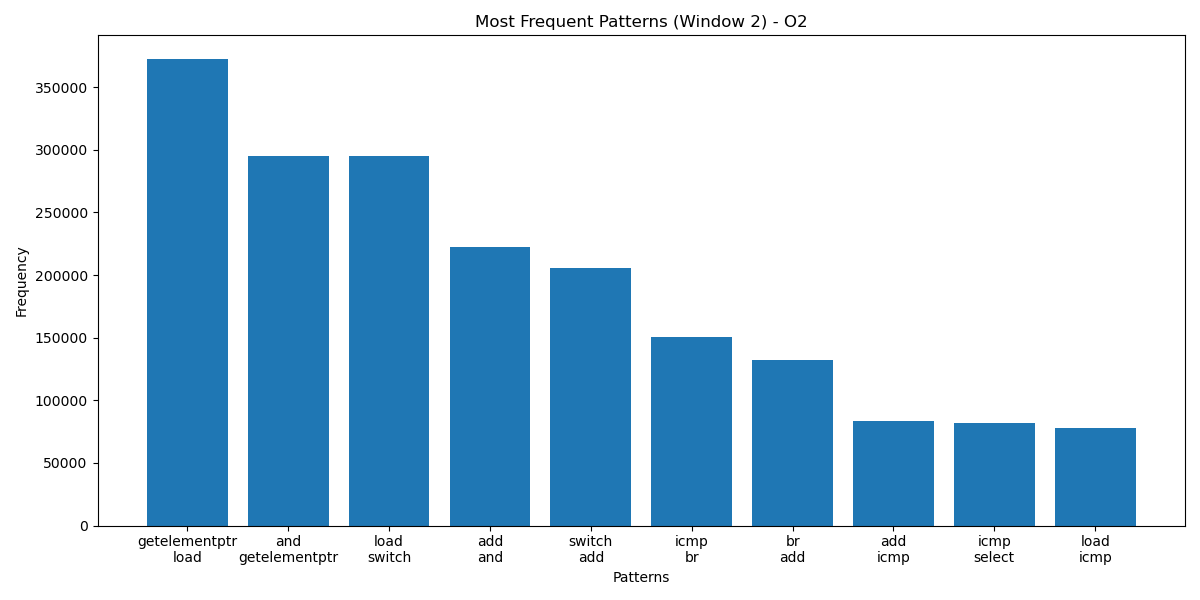 Most Frequent Patterns (Window 2) - O2
Frequency
350000
300000
250000
200000
150000
100000
50000
0
getelementptr
load
and
getelementptr
load
switch
add
and
switch
add
icmp
br
br
add
add
icmp
icmp
select
load
icmp
Patterns